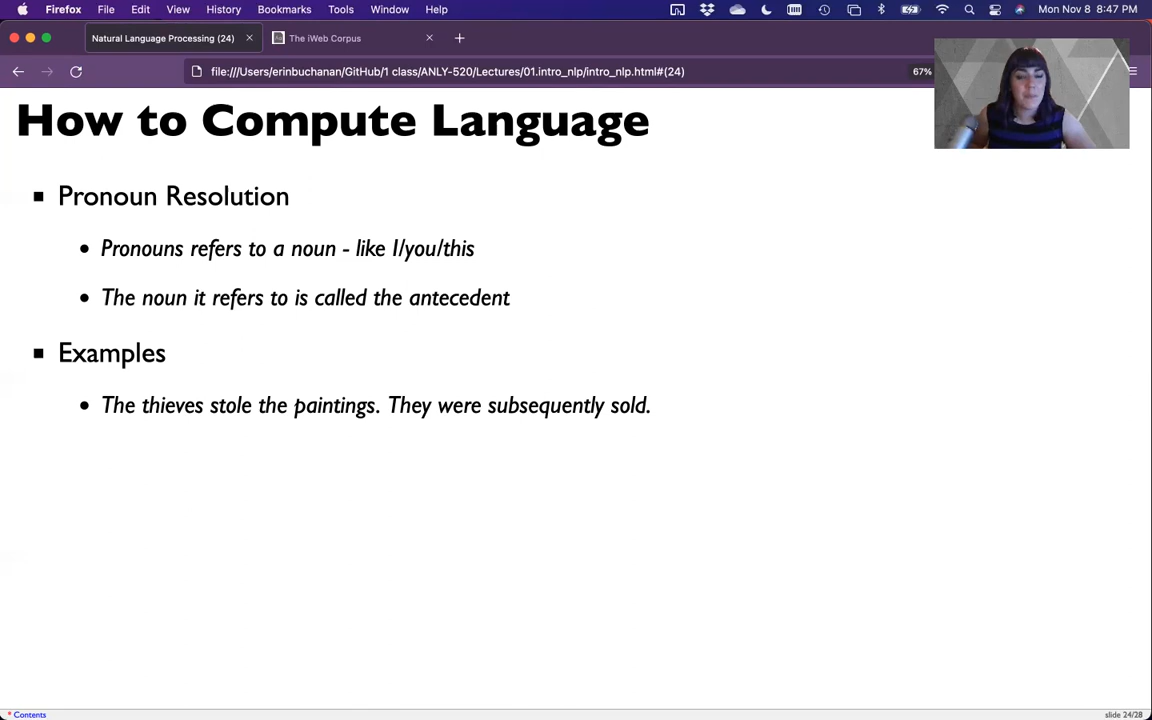 Firefox File Edit View History Bookmarks Tools Window Help Mon Nov 8 8:47 PM
Natural Language Processing (24) The iWeb Corpus
file:///Users/erinbuchanan/GitHub/1 class/ANLY-520/Lectures/01.intro_nlp/intro_nlp.html#(24) 67%
How to Compute Language
Pronoun Resolution
Pronouns refers to a noun - like I/you/this
The noun it refers to is called the antecedent
Examples
The thieves stole the paintings. They were subsequently sold.
* Contents slide 24/28